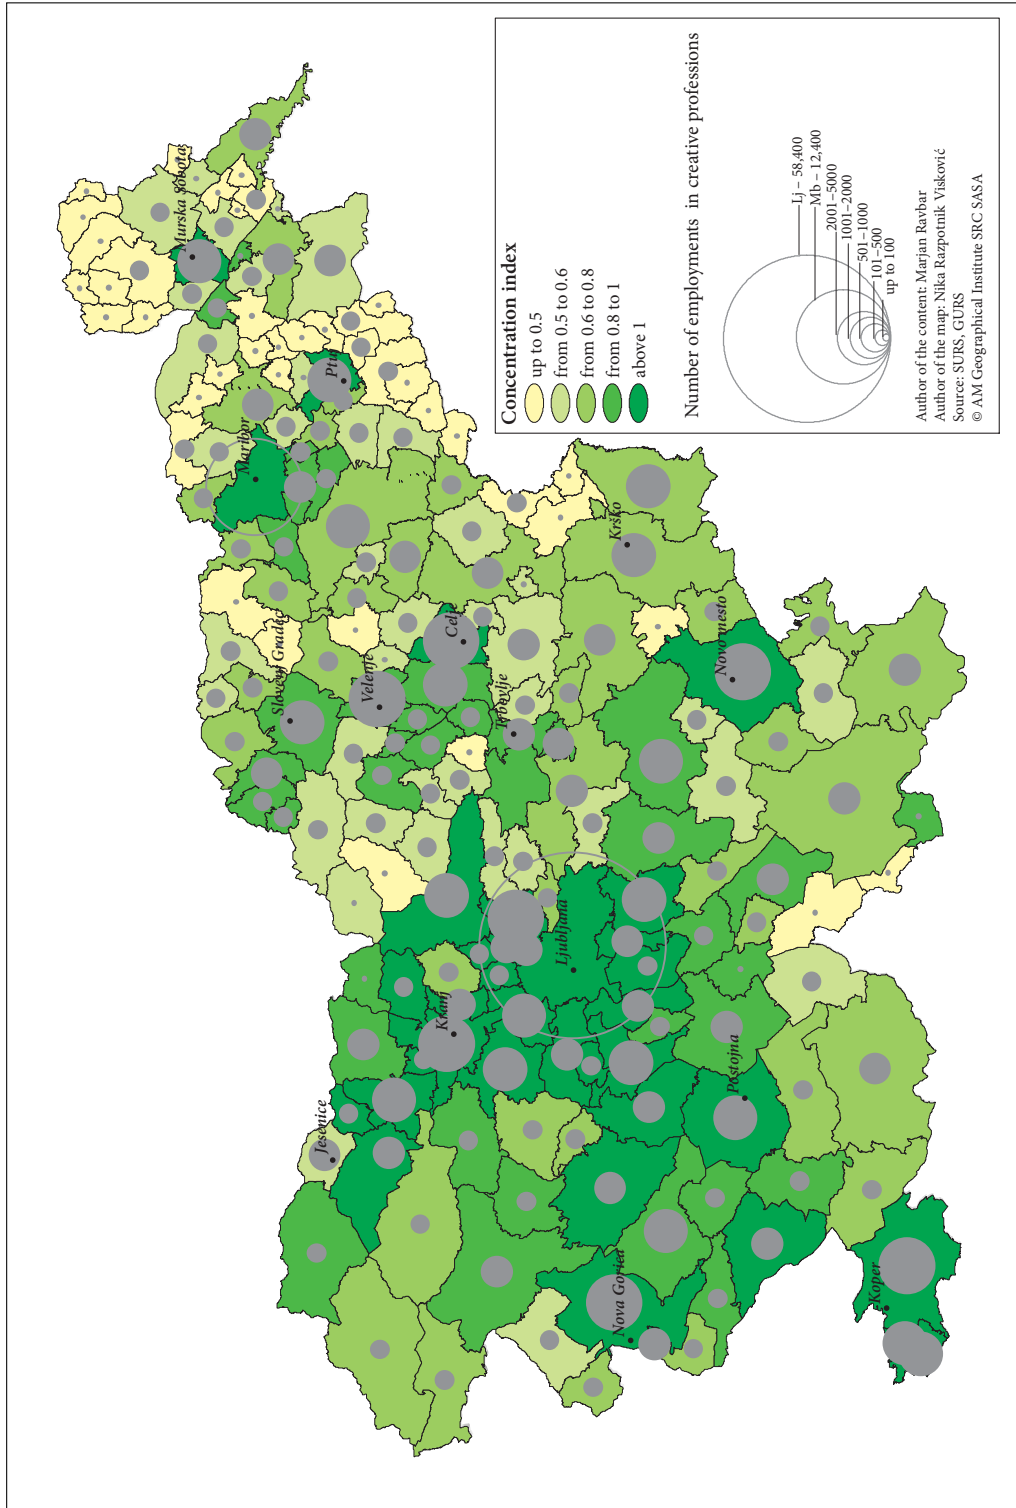 Murska Sobota
Maribor
Ptuj
Slovenj Gradec
Velenje
Celje
Trbovlje
Krško
Novo mesto
Jesenice
Kranj
Ljubljana
Postojna
Nova Gorica
Koper
Concentration index
up to 0.5
from 0.5 to 0.6
from 0.6 to 0.8
from 0.8 to 1
above 1
Number of employments in creative professions
Lj – 58,400
Mb – 12,400
2001–5000
1001–2000
501–1000
101–500
up to 100
Author of the content: Marjan Ravbar
Author of the map: Nika Razpotnik Visković
Source: SURS, GURS
© AM Geographical Institute SRC SASA